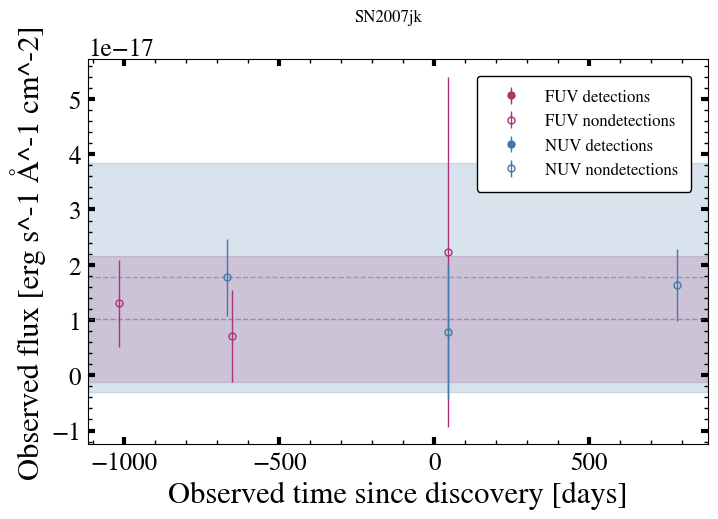 SN2007jk
1e−17
FUV detections
FUV nondetections
NUV detections
NUV nondetections
5
4
3
2
1
0
−1
Observed flux [erg s^-1 Å^-1 cm^-2]
−1000
−500
0
500
Observed time since discovery [days]